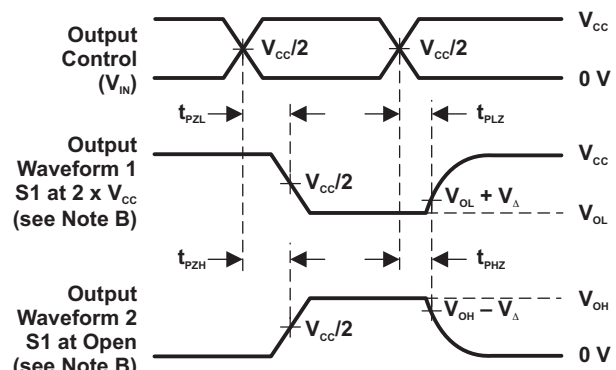 Output
Control
(VIN)
VCC/2
VCC/2
VCC
0 V
tPZL
tPLZ
Output
Waveform 1
S1 at 2 x VCC
(see Note B)
VCC/2
VOL + VΔ
VCC
VOL
tPZH
tPHZ
Output
Waveform 2
S1 at Open
(see Note B)
VCC/2
VOH – VΔ
VOH
0 V